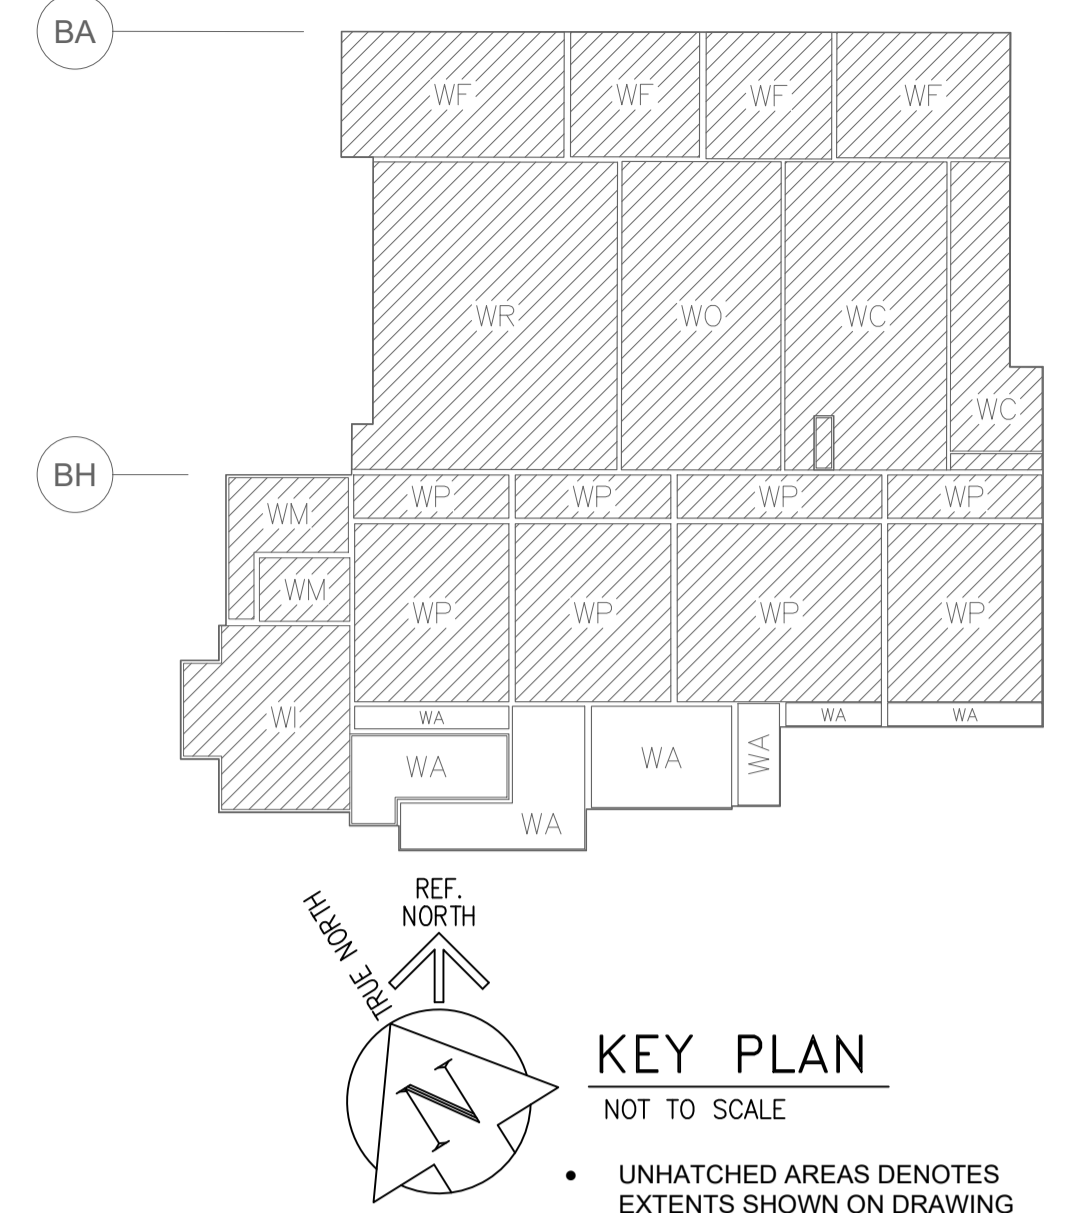 BA
WF WF WF WF
WR WO WC
WC
BH
WP WP WP WP
WM
WM
WP WP WP WP
WI
WA WA WA
WA WA WA
WA
REF.
NORTH
TRUE NORTH
N
KEY PLAN
NOT TO SCALE
• UNHATCHED AREAS DENOTES
EXTENTS SHOWN ON DRAWING